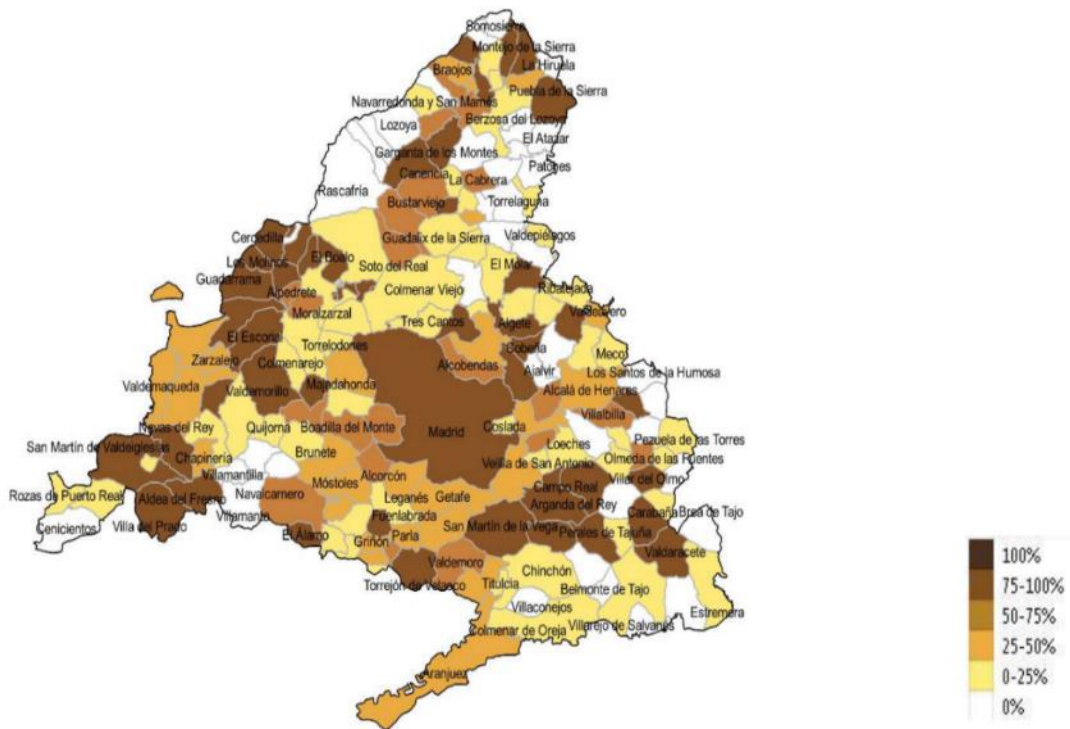 Somosierra
Montejo de la Sierra
La Hiruela
Braojos
Puebla de la Sierra
Navarredonda y San Mamés
Berzosa del Lozoya
Lozoya
El Atazar
Garganta de los Montes
Patones
Canencia
La Cabrera
Rascafría
Bustarviejo
Torrelaguna
Cercedilla
Guadalix de la Sierra
Valdepiélagos
El Boalo
Los Molinos
Soto del Real
El Molar
Guadarrama
Alpedrete
Colmenar Viejo
Ribatejada
Moralzarzal
Tres Cantos
Algete
El Escorial
Torrelodones
Cobeña
Zarzalejo
Colmenarejo
Alcobendas
Meco
Ajalvir
Los Santos de la Humosa
Valdemaqueda
Valdemorillo
Majadahonda
Alcalá de Henares
Villalbilla
Navas del Rey
Quijorna
Boadilla del Monte
Madrid
Coslada
San Martín de Valdeiglesias
Loeches
Pezuela de las Torres
Chapinería
Brunete
Velilla de San Antonio
Olmeda de las Fuentes
Villamantilla
Alcorcón
Móstoles
Campo Real
Villar del Olmo
Rozas de Puerto Real
Aldea del Fresno
Navalcarnero
Leganés
Getafe
Arganda del Rey
Villamanta
Fuenlabrada
Carabaña
Brea de Tajo
Cenicientos
Villa del Prado
El Álamo
Griñón
Parla
San Martín de la Vega
Perales de Tajuña
Valdaracete
Valdemoro
Chinchón
Torrejón de Velasco
Titulcia
Belmonte de Tajo
Villaconejos
Estremera
Colmenar de Oreja
Villarejo de Salvanés
Aranjuez
100%
75-100%
50-75%
25-50%
0-25%
0%